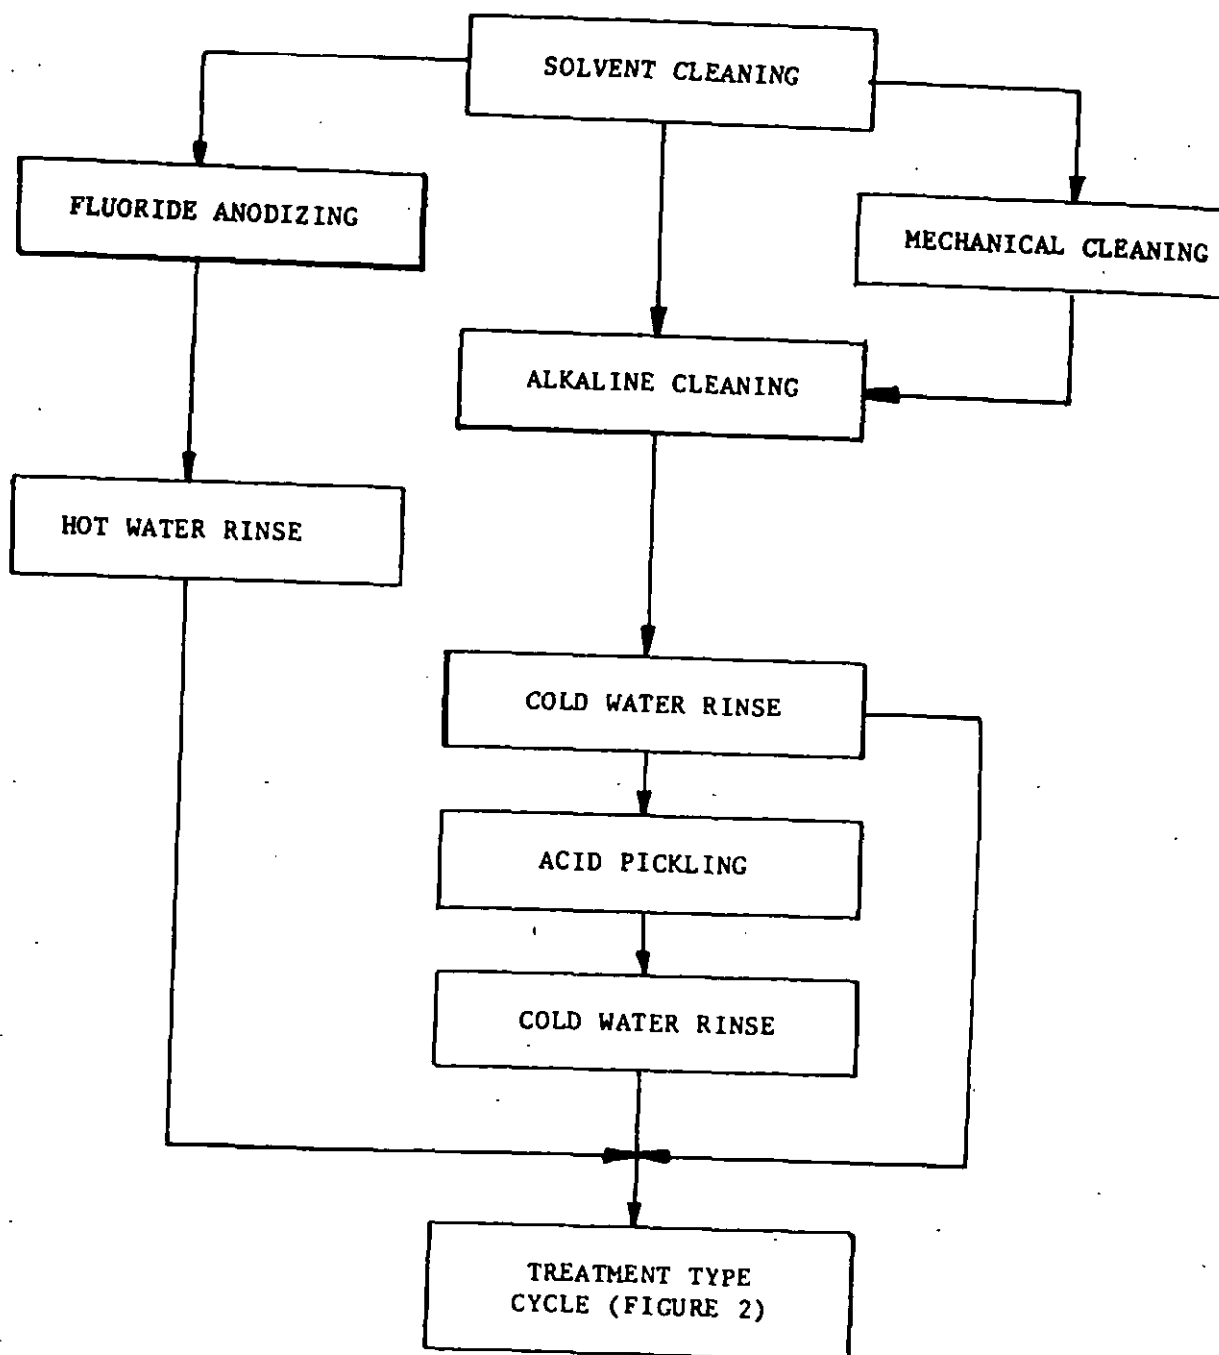 SOLVENT CLEANING
FLUORIDE ANODIZING
MECHANICAL CLEANING
ALKALINE CLEANING
HOT WATER RINSE
COLD WATER RINSE
ACID PICKLING
COLD WATER RINSE
TREATMENT TYPE
CYCLE (FIGURE 2)